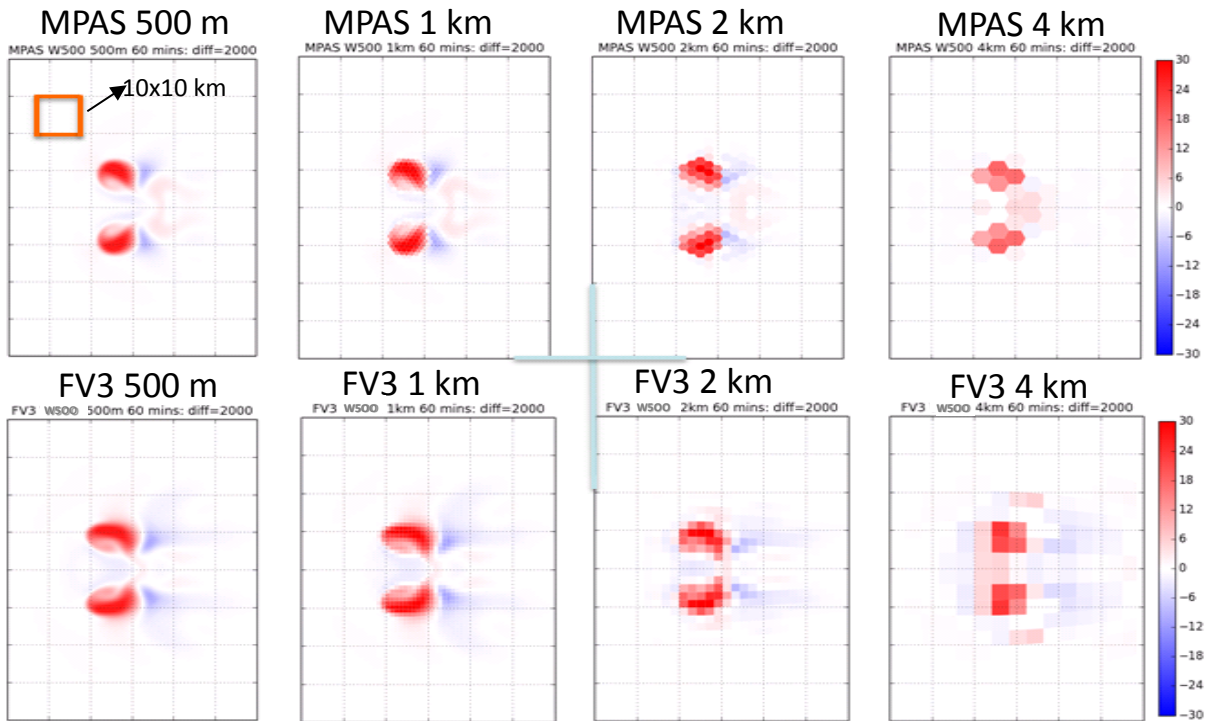 MPAS 500 m
MPAS 1 km
MPAS 2 km
MPAS 4 km
MPAS W500 500m 60 mins: diff=2000
MPAS W500 1km 60 mins: diff=2000
MPAS W500 2km 60 mins: diff=2000
MPAS W500 4km 60 mins: diff=2000
10x10 km
30
24
18
12
6
0
−6
−12
−18
−24
−30
FV3 500 m
FV3 1 km
FV3 2 km
FV3 4 km
FV3 W500 500m 60 mins: diff=2000
FV3 W500 1km 60 mins: diff=2000
FV3 W500 2km 60 mins: diff=2000
FV3 W500 4km 60 mins: diff=2000
30
24
18
12
6
0
−6
−12
−18
−24
−30